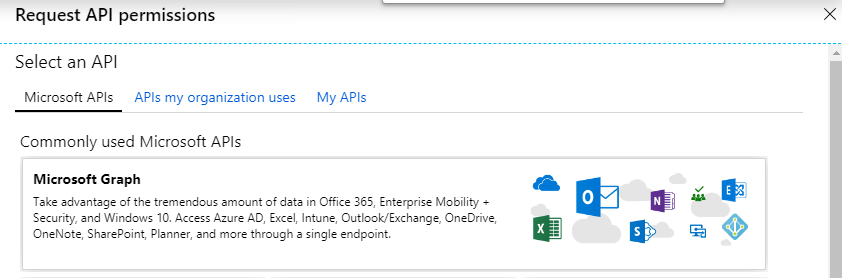 Request API permissions
Select an API
Microsoft APIs APIs my organization uses My APIs
Commonly used Microsoft APIs
Microsoft Graph
Take advantage of the tremendous amount of data in Office 365, Enterprise Mobility +
Security, and Windows 10. Access Azure AD, Excel, Intune, Outlook/Exchange, OneDrive,
OneNote, SharePoint, Planner, and more through a single endpoint.
O
N
E
X
S